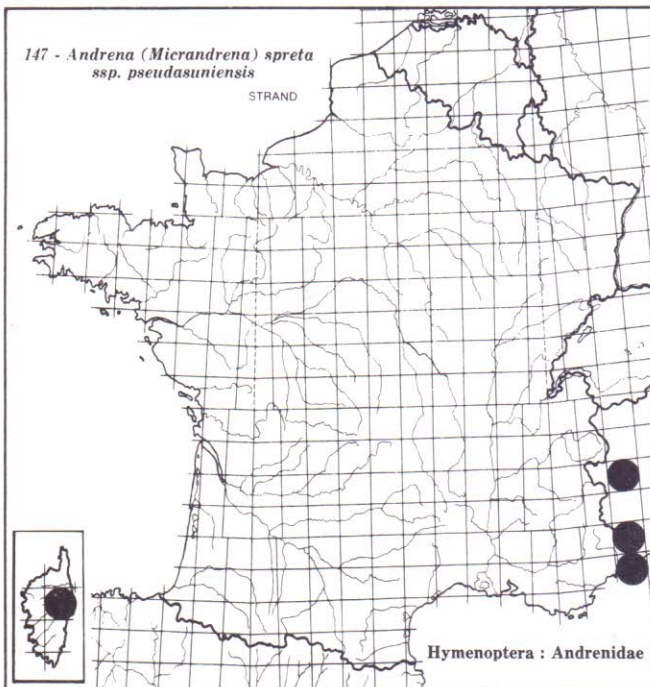 147 - Andrena (Micrandrena) spreta
ssp. pseudasuniensis
STRAND
Hymenoptera : Andrenidae